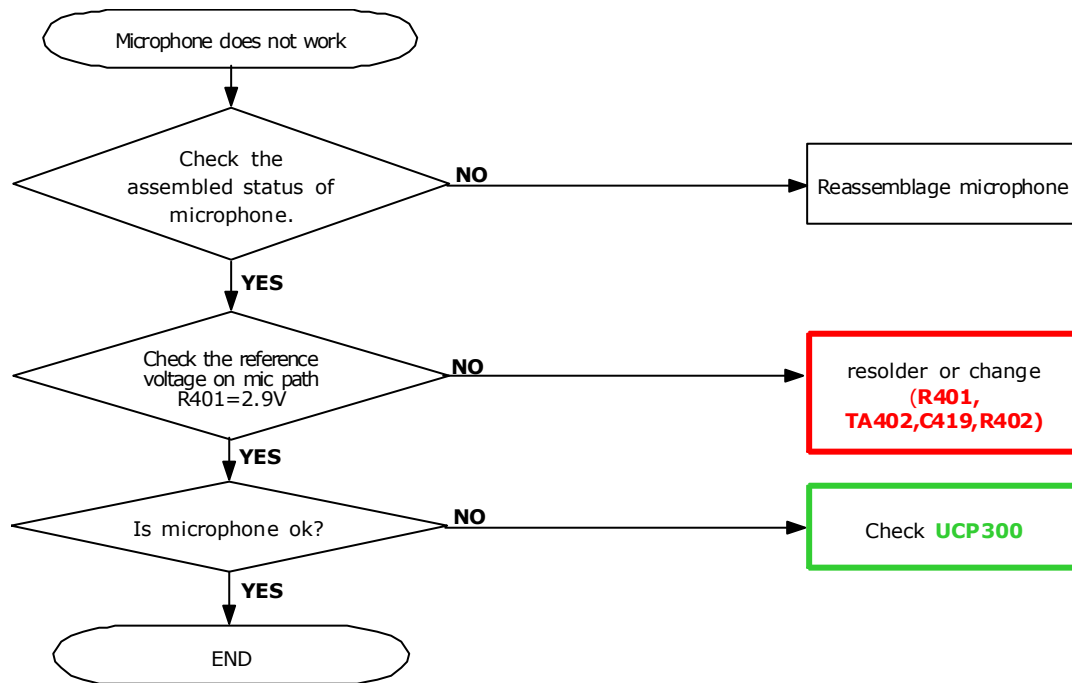 Microphone does not work
Check the
assembled status of
microphone.
NO
Reassemblage microphone
YES
Check the reference
voltage on mic path
R401=2.9V
NO
resolder or change
(R401,
TA402,C419,R402)
YES
Is microphone ok?
NO
Check UCP300
YES
END